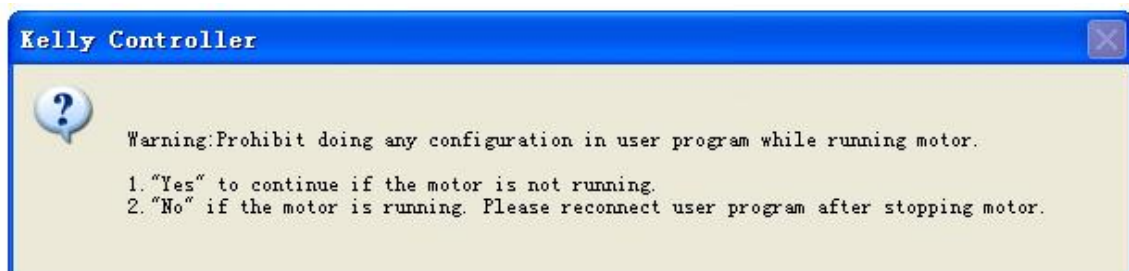 Kelly Controller
Warning:Prohibit doing any configuration in user program while running motor.
1."Yes" to continue if the motor is not running.
2."No" if the motor is running. Please reconnect user program after stopping motor.